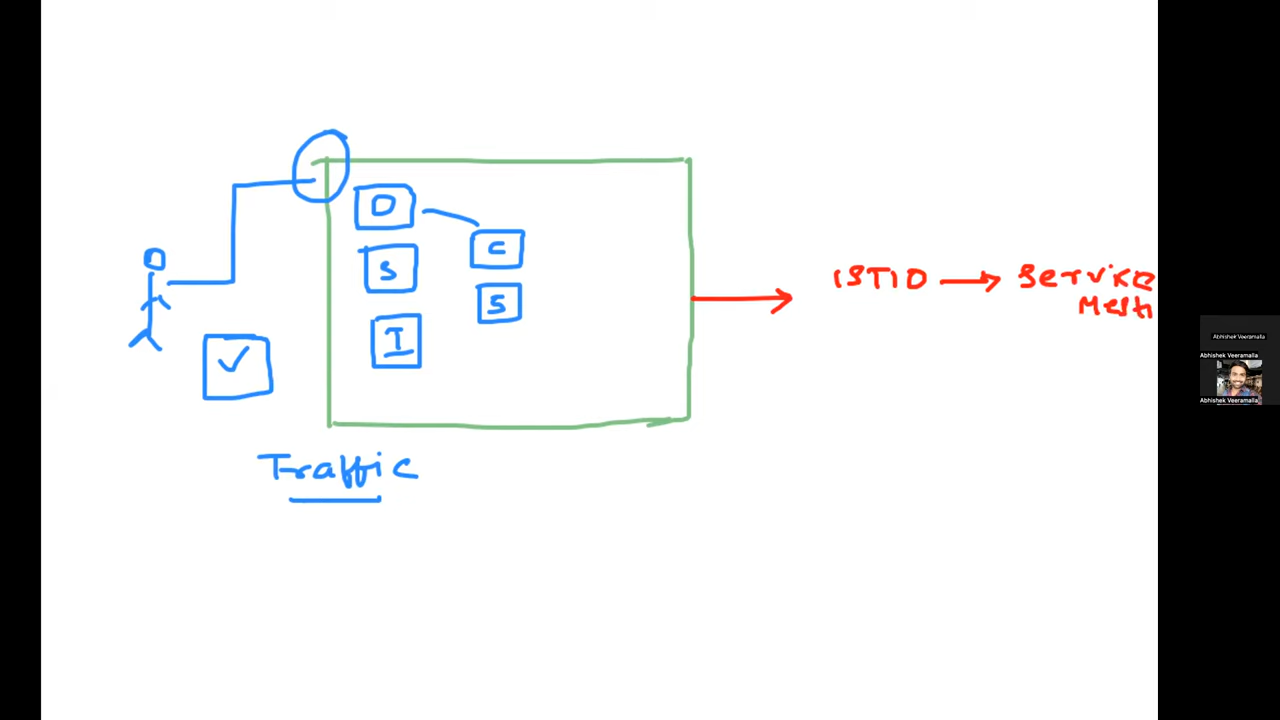 D
C
S
S
I
ISTIO → Service
Mesh
Traffic
Abhishek Veeramalla
Abhishek Veeramalla
Abhishek Veeramalla